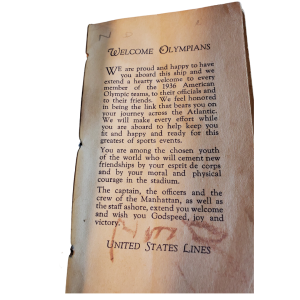 WELCOME OLYMPIANS
WE are proud and happy to have
you aboard this ship and we
extend a hearty welcome to every
member of the 1936 American
Olympic teams, to their officials and
to their friends. We feel honored
in being the link that bears you on
your journey across the Atlantic.
We will make every effort while
you are aboard to help keep you
fit and happy and ready for this
greatest of sports events.
You are among the chosen youth
of the world who will cement new
friendships by your esprit de corps
and by your moral and physical
courage in the stadium.
The captain, the officers and the
crew of the Manhattan, as well as
the staff ashore, extend you welcome
and wish you Godspeed, joy and
victory.
UNITED STATES LINES